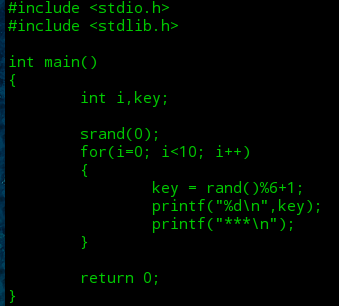 #include <stdio.h>
#include <stdlib.h>

int main()
{
        int i,key;

        srand(0);
        for(i=0; i<10; i++)
        {
                key = rand()%6+1;
                printf("%d\n",key);
                printf("***\n");
        }

        return 0;
}